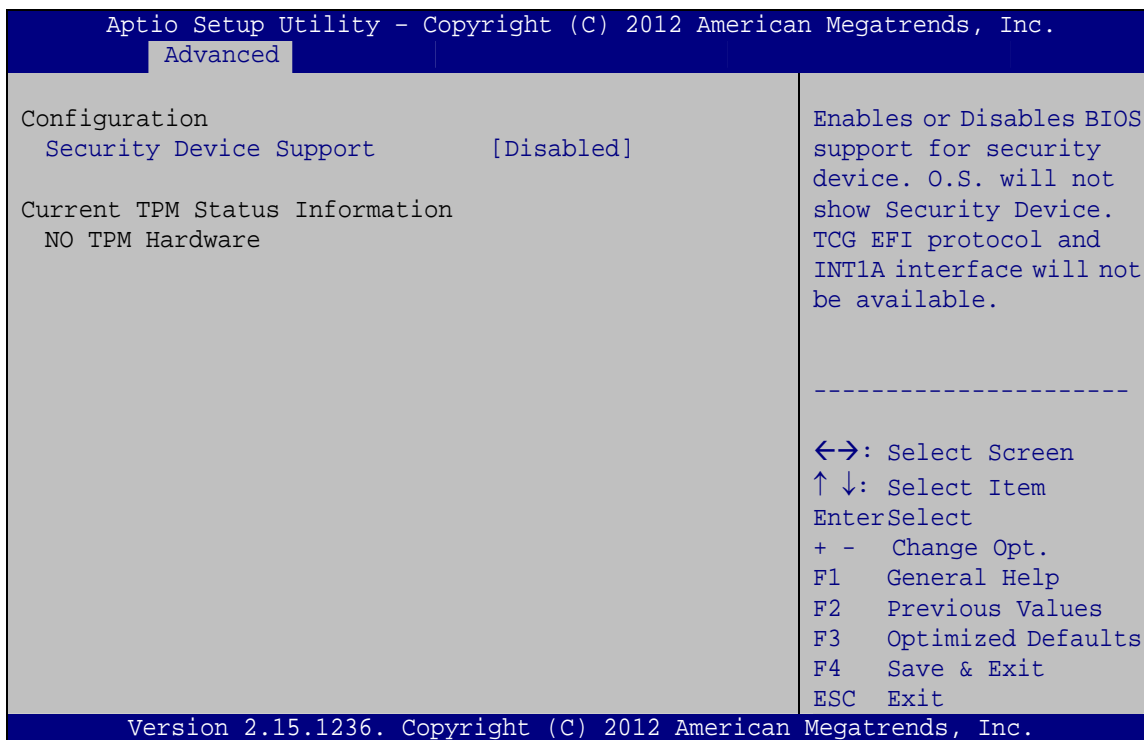 Aptio Setup Utility – Copyright (C) 2012 American Megatrends, Inc.
Advanced
Configuration
Security Device Support [Disabled]
Current TPM Status Information
NO TPM Hardware
Enables or Disables BIOS
support for security
device. O.S. will not
show Security Device.
TCG EFI protocol and
INT1A interface will not
be available.
----------------------
←→: Select Screen
↑ ↓: Select Item
EnterSelect
+ - Change Opt.
F1 General Help
F2 Previous Values
F3 Optimized Defaults
F4 Save & Exit
ESC Exit
Version 2.15.1236. Copyright (C) 2012 American Megatrends, Inc.